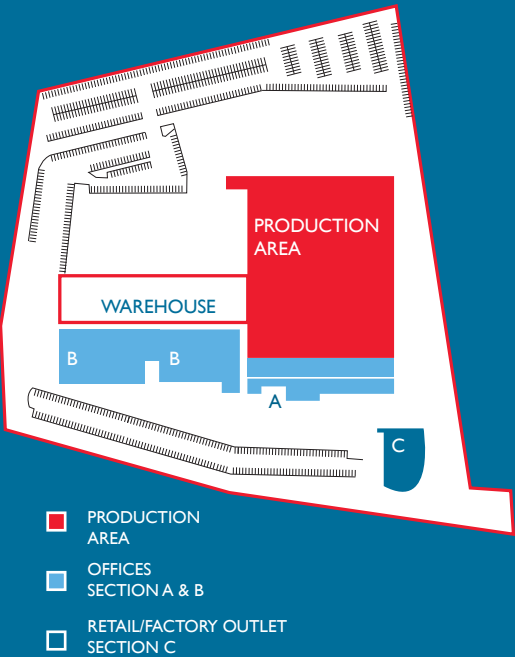 PRODUCTION
AREA
WAREHOUSE
B
B
A
C
PRODUCTION
AREA
OFFICES
SECTION A & B
RETAIL/FACTORY OUTLET
SECTION C